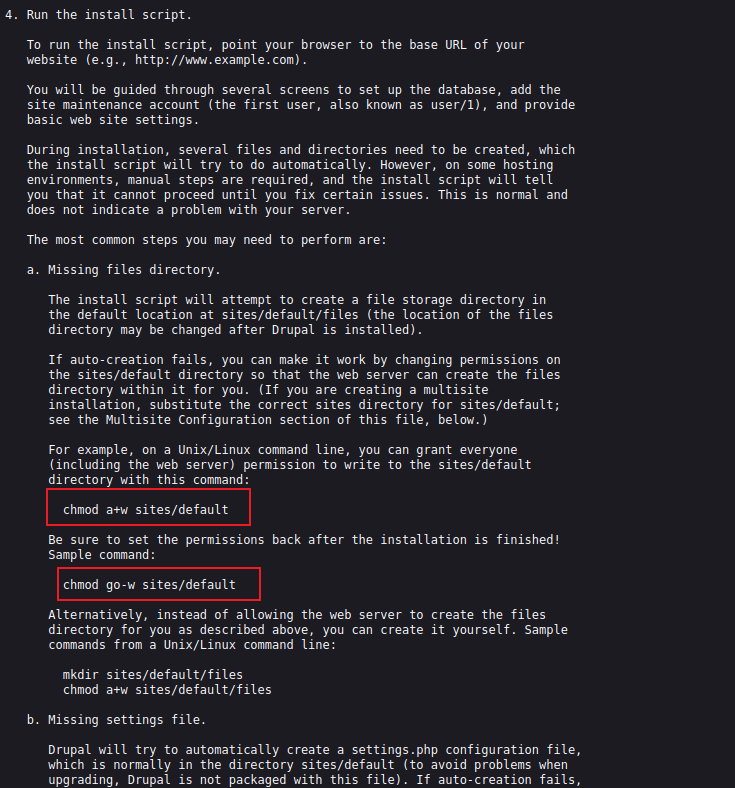 4. Run the install script.
To run the install script, point your browser to the base URL of your
website (e.g., http://www.example.com).
You will be guided through several screens to set up the database, add the
site maintenance account (the first user, also known as user/1), and provide
basic web site settings.
During installation, several files and directories need to be created, which
the install script will try to do automatically. However, on some hosting
environments, manual steps are required, and the install script will tell
you that it cannot proceed until you fix certain issues. This is normal and
does not indicate a problem with your server.
The most common steps you may need to perform are:
a. Missing files directory.
The install script will attempt to create a file storage directory in
the default location at sites/default/files (the location of the files
directory may be changed after Drupal is installed).
If auto-creation fails, you can make it work by changing permissions on
the sites/default directory so that the web server can create the files
directory within it for you. (If you are creating a multisite
installation, substitute the correct sites directory for sites/default;
see the Multisite Configuration section of this file, below.)
For example, on a Unix/Linux command line, you can grant everyone
(including the web server) permission to write to the sites/default
directory with this command:
chmod a+w sites/default
Be sure to set the permissions back after the installation is finished!
Sample command:
chmod go-w sites/default
Alternatively, instead of allowing the web server to create the files
directory for you as described above, you can create it yourself. Sample
commands from a Unix/Linux command line:
mkdir sites/default/files
chmod a+w sites/default/files
b. Missing settings file.
Drupal will try to automatically create a settings.php configuration file,
which is normally in the directory sites/default (to avoid problems when
upgrading, Drupal is not packaged with this file). If auto-creation fails,